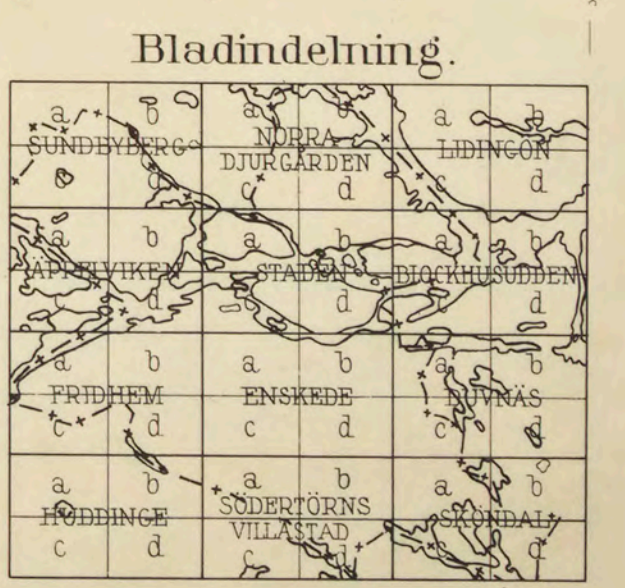 Bladindelning.
a b a b a b
SUNDBYBERG NORRA DJURGÅRDEN LIDINGÖN
d c d c d
a b a b a b
ÄPPELVIKEN STADEN BLOCKHUSUDDEN
d d d
a b a b a b
FRIDHEM ENSKEDE DUVNÄS
c d c d c d
a b a b a b
HUDDINGE SÖDERTÖRNS VILLASTAD SKÖNDAL
c d c d c d